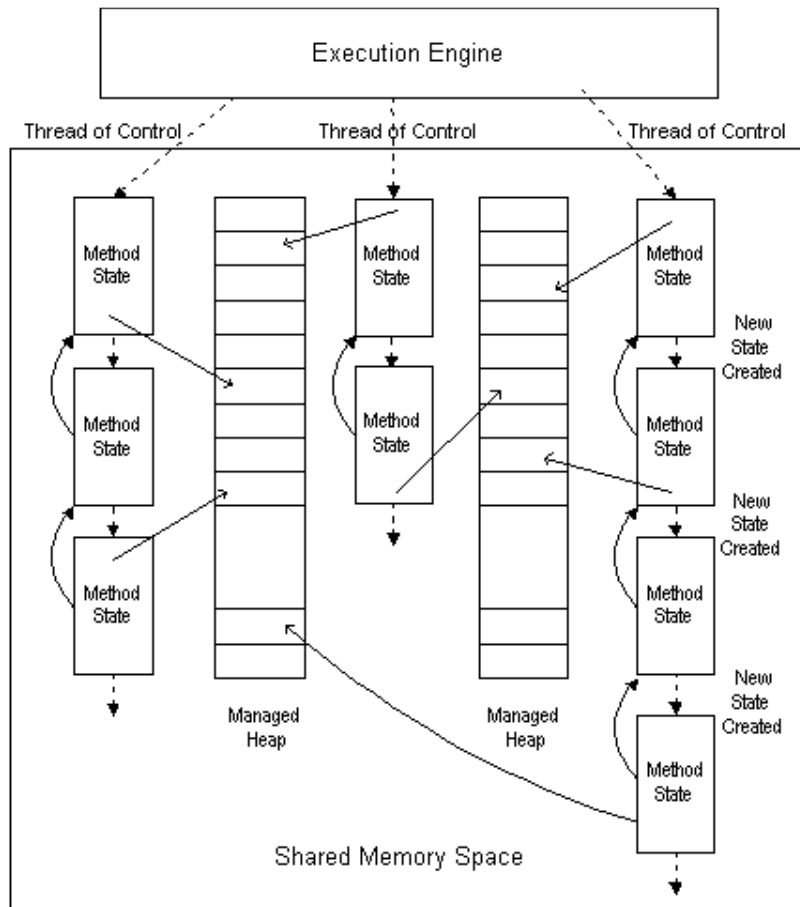 Execution Engine
Thread of Control
Thread of Control
Thread of Control
Method
State
Method
State
Method
State
New
State
Created
Method
State
Method
State
Method
State
New
State
Created
Method
State
Method
State
New
State
Created
Managed
Heap
Managed
Heap
Method
State
Shared Memory Space